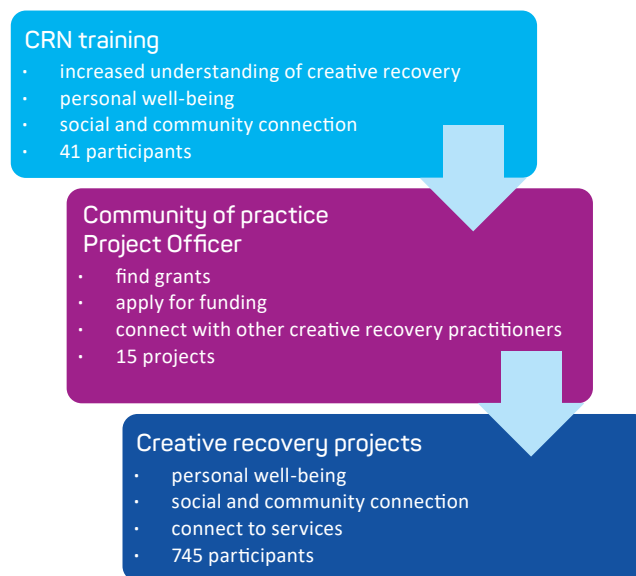 CRN training
· increased understanding of creative recovery
· personal well-being
· social and community connection
· 41 participants
Community of practice
Project Officer
· find grants
· apply for funding
· connect with other creative recovery practitioners
· 15 projects
Creative recovery projects
· personal well-being
· social and community connection
· connect to services
· 745 participants